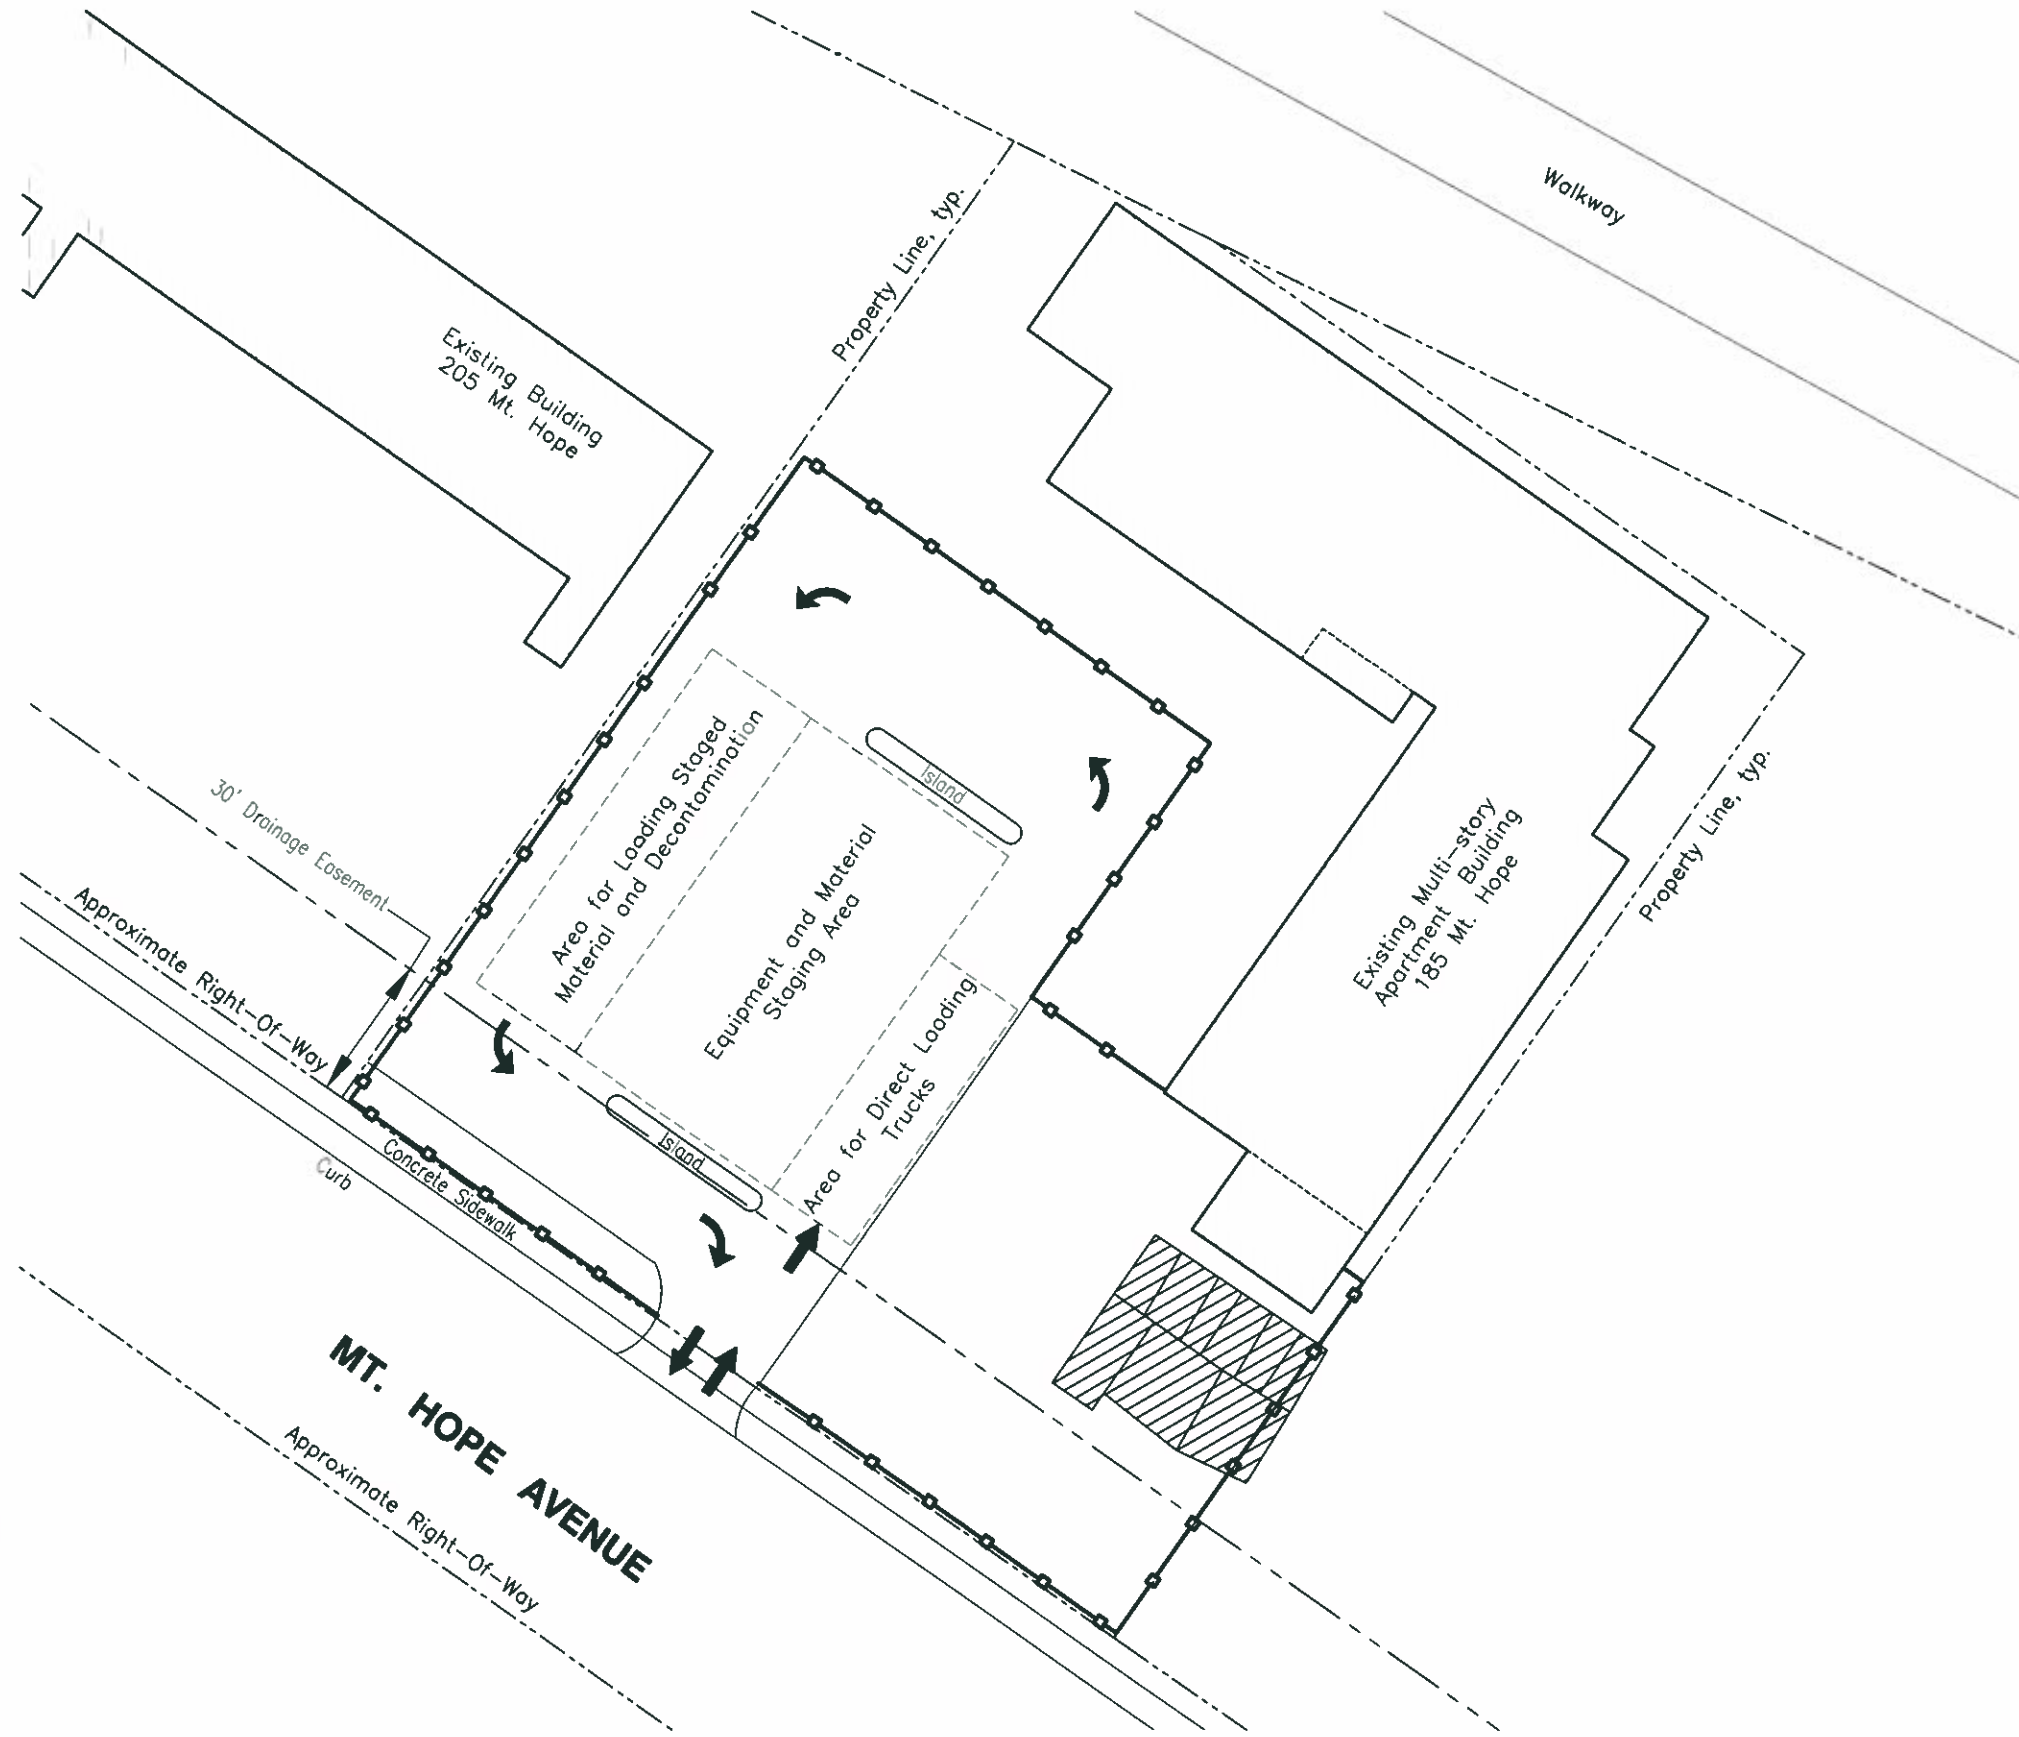 Walkway
Property Line, typ.
Existing Building
205 Mt. Hope
Island
Area for Loading Staged
Material and Decontamination
Equipment and Material
Staging Area
Area for Direct Loading
Trucks
Existing Multi-story
Apartment Building
185 Mt. Hope
Property Line, typ.
30' Drainage Easement
Approximate Right-Of-Way
Island
Concrete Sidewalk
Curb
MT. HOPE AVENUE
Approximate Right-Of-Way